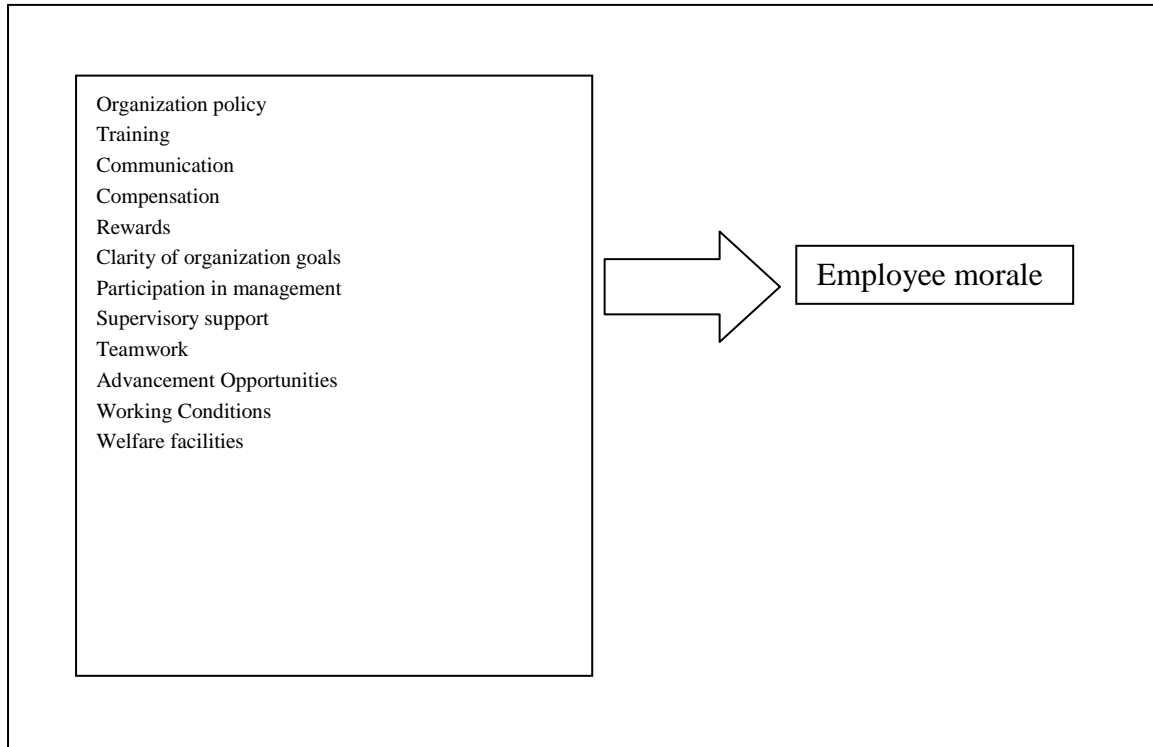 Organization policy
Training
Communication
Compensation
Rewards
Clarity of organization goals
Participation in management
Supervisory support
Teamwork
Advancement Opportunities
Working Conditions
Welfare facilities
Employee morale